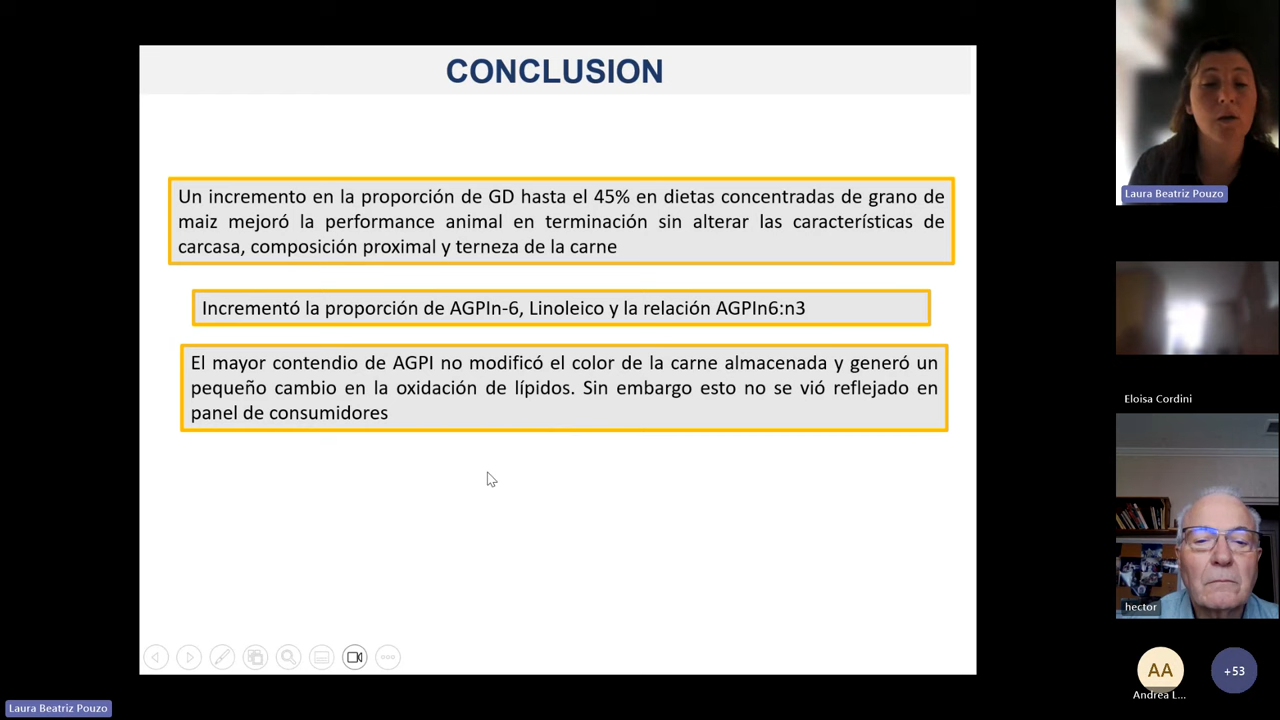 CONCLUSION
Un incremento en la proporción de GD hasta el 45% en dietas concentradas de grano de
maiz mejoró la performance animal en terminación sin alterar las características de
carcasa, composición proximal y terneza de la carne
Incrementó la proporción de AGPIn-6, Linoleico y la relación AGPIn6:n3
El mayor contendio de AGPI no modificó el color de la carne almacenada y generó un
pequeño cambio en la oxidación de lípidos. Sin embargo esto no se vió reflejado en
panel de consumidores
Laura Beatriz Pouzo
Eloisa Cordini
hector
AA
Andrea L...
+53
Laura Beatriz Pouzo